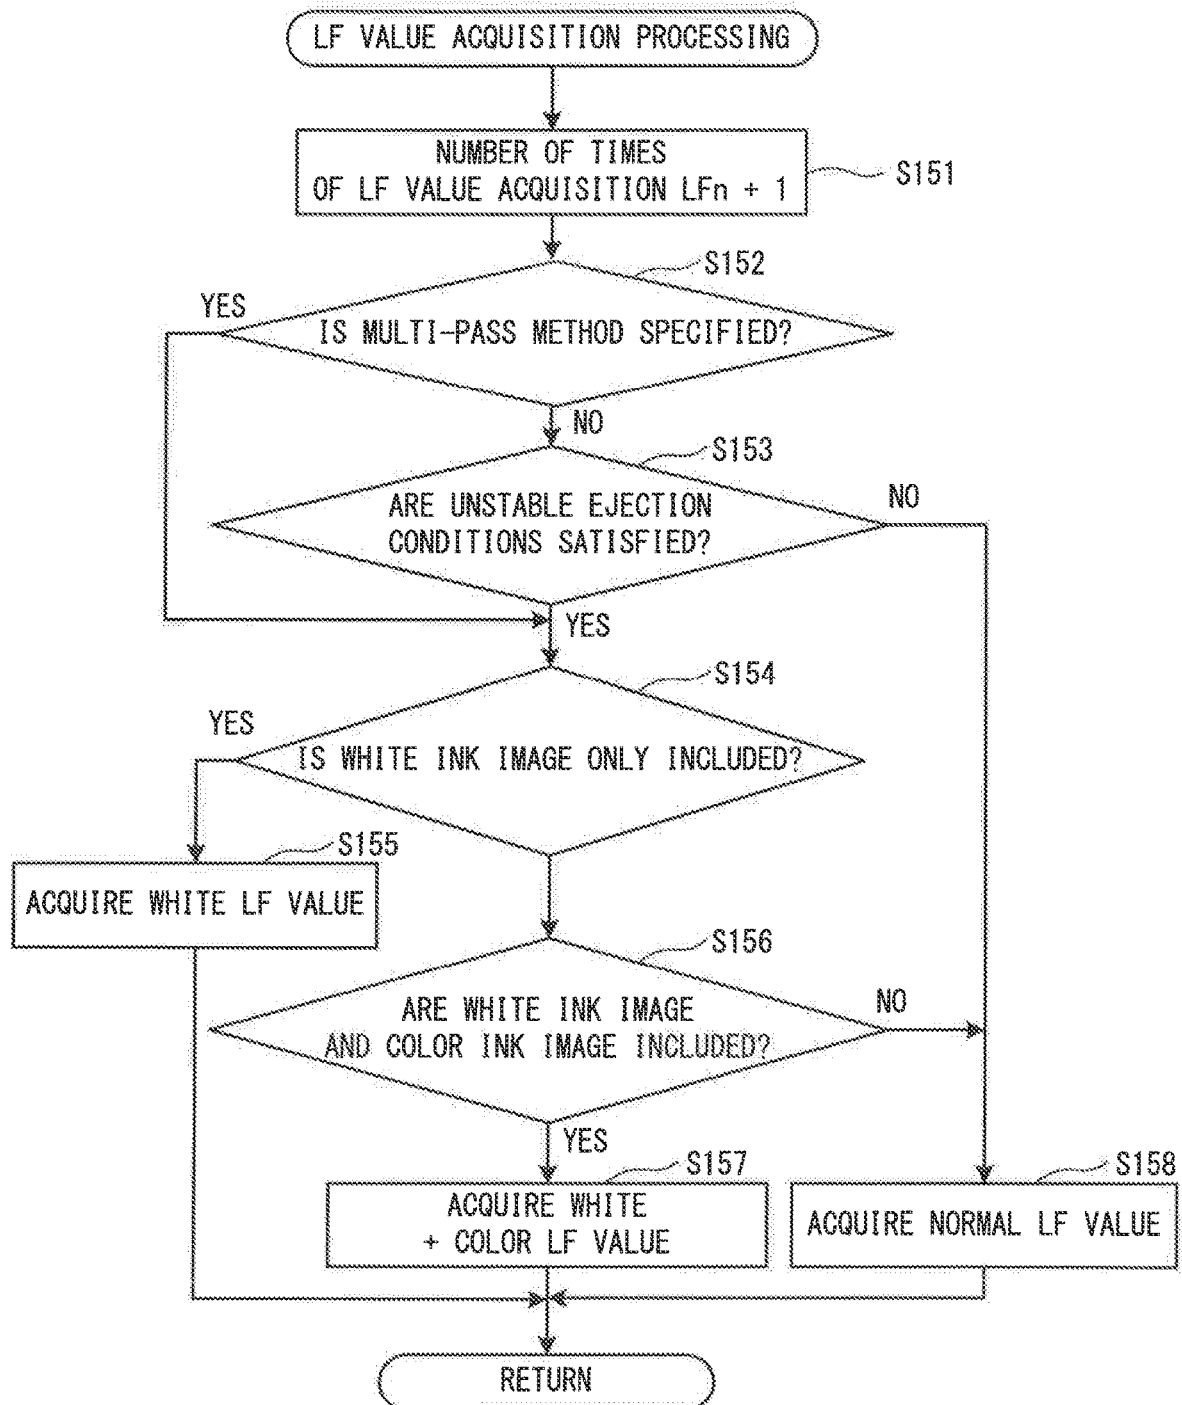 LF VALUE ACQUISITION PROCESSING
NUMBER OF TIMES
OF LF VALUE ACQUISITION LFn + 1
S151
S152
YES
IS MULTI-PASS METHOD SPECIFIED?
NO
S153
ARE UNSTABLE EJECTION
CONDITIONS SATISFIED?
NO
YES
S154
YES
IS WHITE INK IMAGE ONLY INCLUDED?
S155
ACQUIRE WHITE LF VALUE
S156
ARE WHITE INK IMAGE
AND COLOR INK IMAGE INCLUDED?
NO
YES
S157
ACQUIRE WHITE
+ COLOR LF VALUE
S158
ACQUIRE NORMAL LF VALUE
RETURN